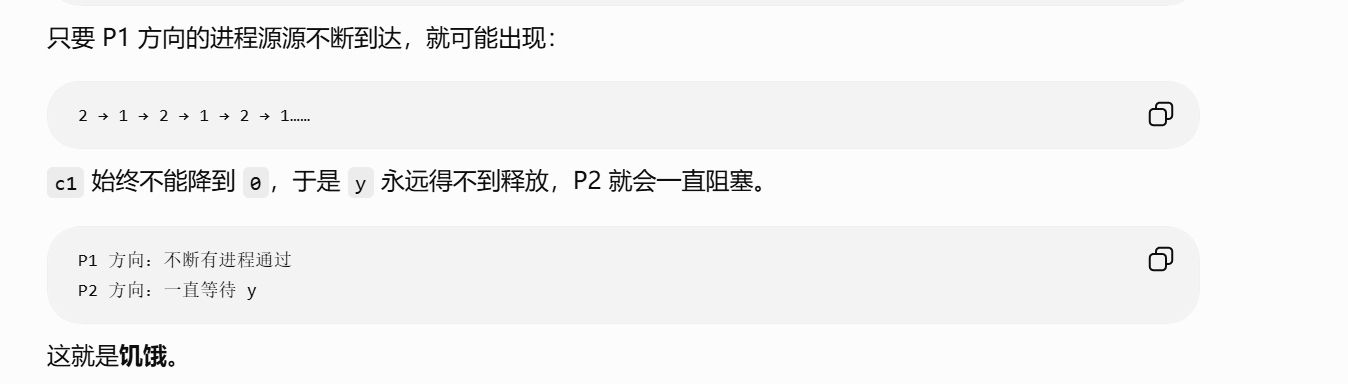 只要 P1 方向的进程源源不断到达，就可能出现：
2 → 1 → 2 → 1 → 2 → 1……
c1 始终不能降到 0，于是 y 永远得不到释放，P2 就会一直阻塞。
P1 方向：不断有进程通过
P2 方向：一直等待 y
这就是饥饿。